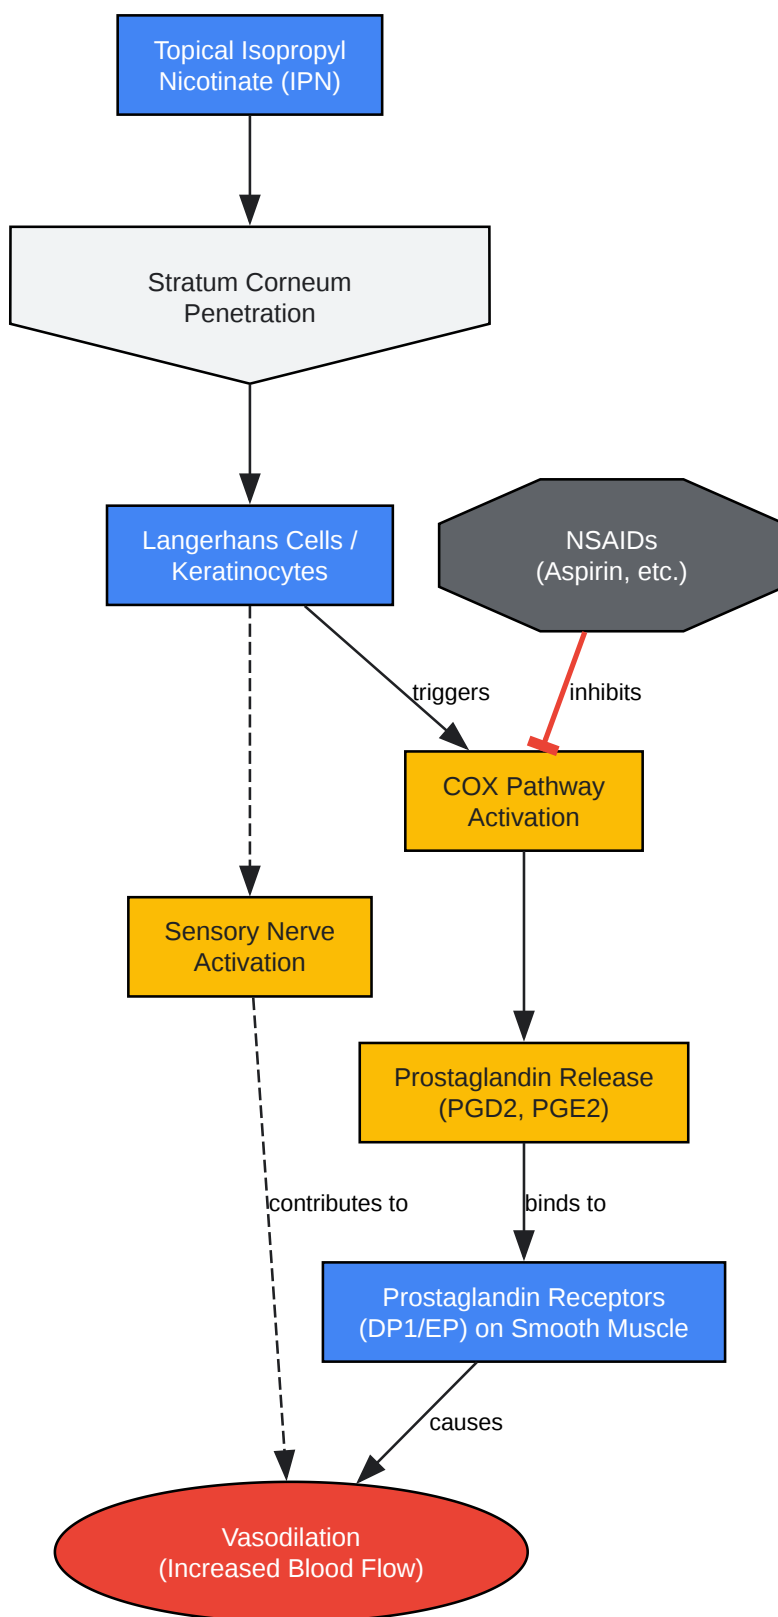 Topical Isopropyl
Nicotinate (IPN)
Stratum Corneum
Penetration
Langerhans Cells /
Keratinocytes
NSAIDs
(Aspirin, etc.)
triggers
inhibits
COX Pathway
Activation
Sensory Nerve
Activation
Prostaglandin Release
(PGD2, PGE2)
contributes to
binds to
Prostaglandin Receptors
(DP1/EP) on Smooth Muscle
causes
Vasodilation
(Increased Blood Flow)